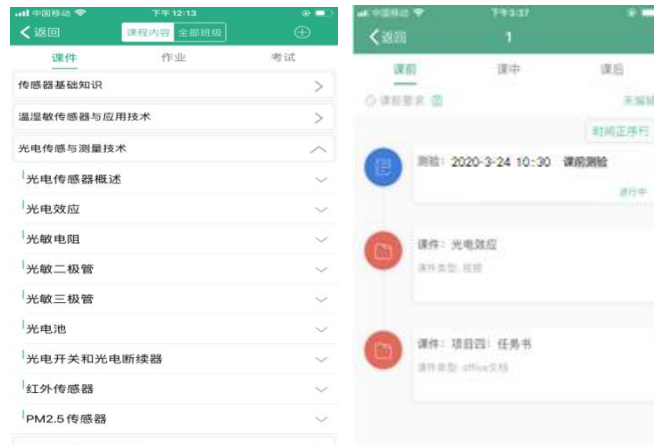 中国移动 下午12:13
返回 课程内容 全部班级
课件 作业 考试
传感器基础知识
温湿敏传感器与应用技术
光电传感与测量技术
光电传感器概述
光电效应
光敏电阻
光敏二极管
光敏三极管
光电池
光电开关和光电断续器
红外传感器
PM2.5传感器
中国移动 下午3:37
返回 1
课前 课中 课后
课前要求 未编辑
时间正序行
测验：2020-3-24 10:30 课前测验
进行中
课件：光电效应
课件类型：视频
课件：项目四：任务书
课件类型：office文档